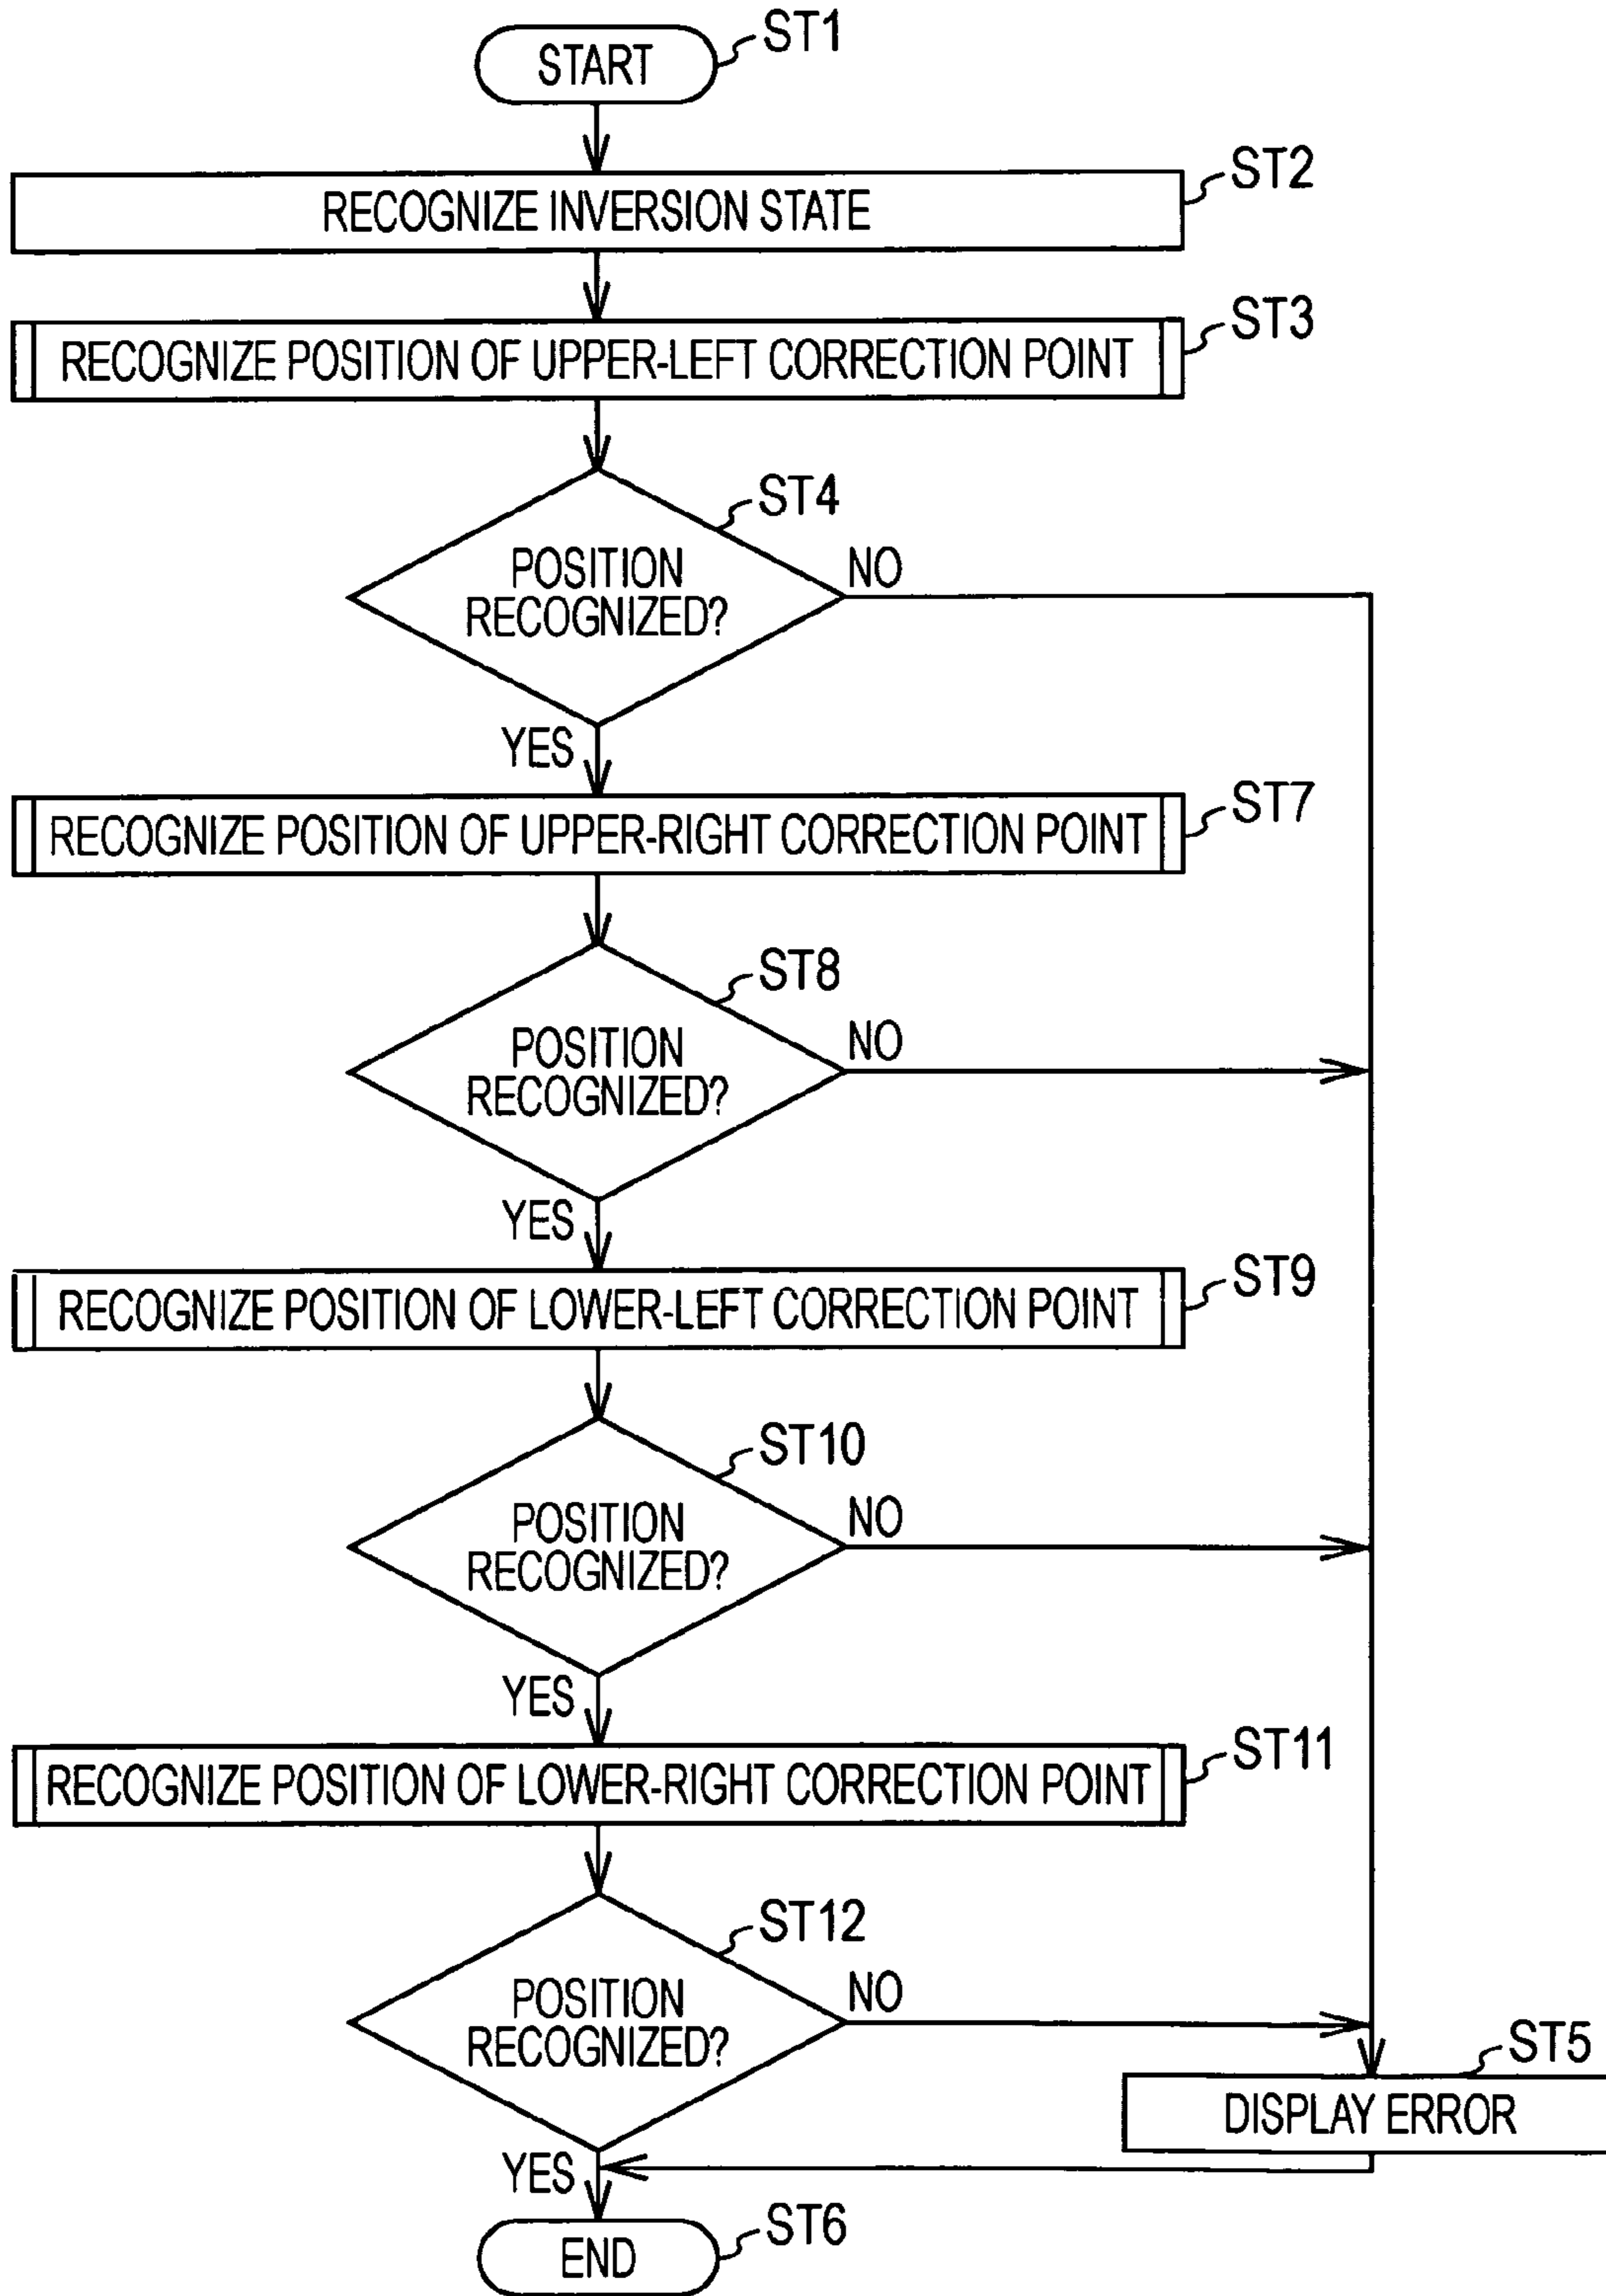 START
ST1
RECOGNIZE INVERSION STATE
ST2
RECOGNIZE POSITION OF UPPER-LEFT CORRECTION POINT
ST3
ST4
POSITION
RECOGNIZED?
NO
YES
RECOGNIZE POSITION OF UPPER-RIGHT CORRECTION POINT
ST7
ST8
POSITION
RECOGNIZED?
NO
YES
RECOGNIZE POSITION OF LOWER-LEFT CORRECTION POINT
ST9
ST10
POSITION
RECOGNIZED?
NO
YES
RECOGNIZE POSITION OF LOWER-RIGHT CORRECTION POINT
ST11
ST12
POSITION
RECOGNIZED?
NO
ST5
DISPLAY ERROR
YES
END
ST6